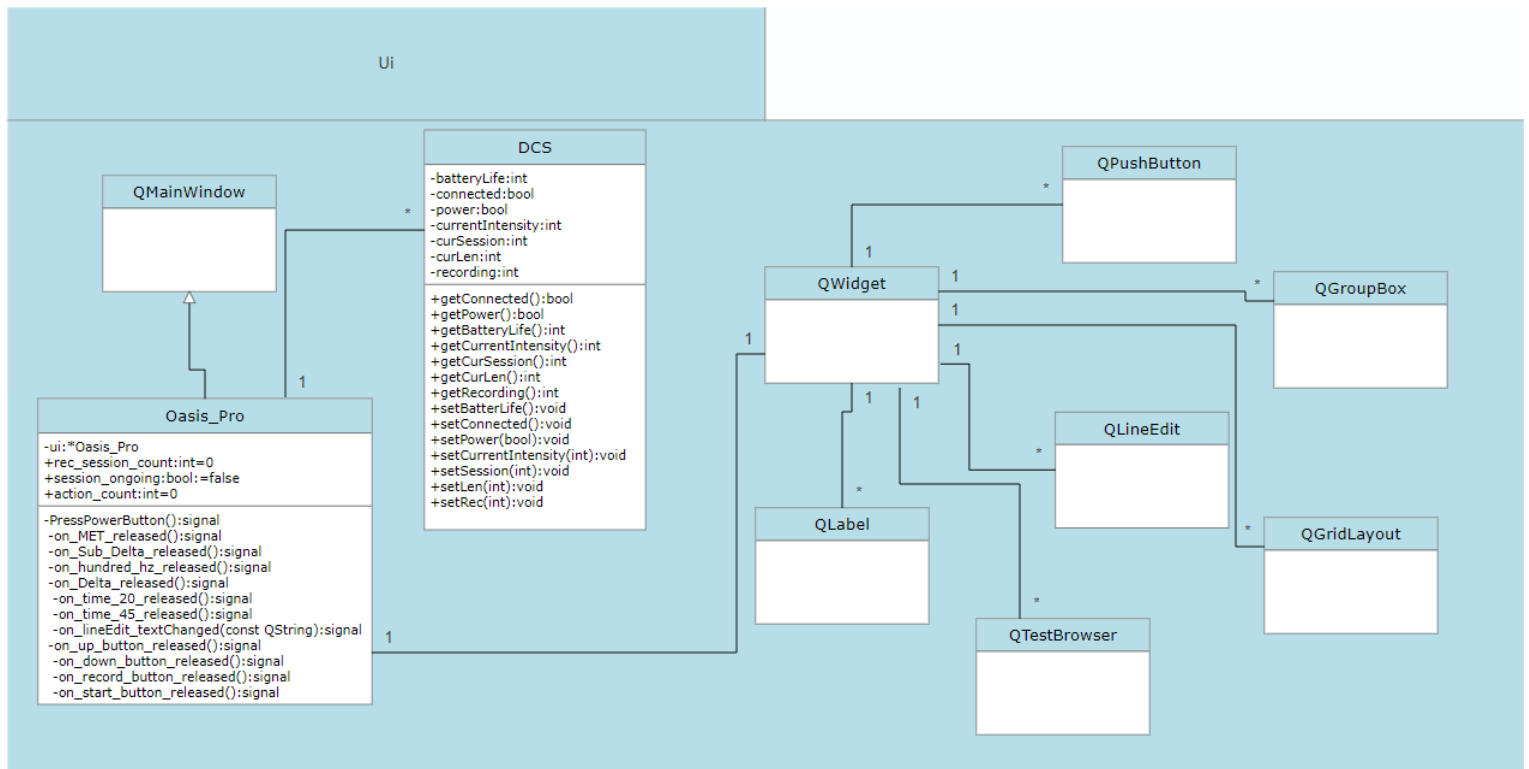 Ui
QMainWindow
DCS
-batteryLife:int
-connected:bool
-power:bool
-currentIntensity:int
-curSession:int
-curLen:int
-recording:int
+getConnected():bool
+getPower():bool
+getBatteryLife():int
+getCurrentIntensity():int
+getCurSession():int
+getCurLen():int
+getRecording():int
+setBatterLife():void
+setConnected():void
+setPower(bool):void
+setCurrentIntensity(int):void
+setSession(int):void
+setLen(int):void
+setRec(int):void
*
1
Oasis_Pro
-ui:*Oasis_Pro
+rec_session_count:int=0
+session_ongoing:bool:=false
+action_count:int=0
-PressPowerButton():signal
-on_MET_released():signal
-on_Sub_Delta_released():signal
-on_hundred_hz_released():signal
-on_Delta_released():signal
-on_time_20_released():signal
-on_time_45_released():signal
-on_lineEdit_textChanged(const QString):signal
-on_up_button_released():signal
-on_down_button_released():signal
-on_record_button_released():signal
-on_start_button_released():signal
1
1
QWidget
1
*
QPushButton
1
*
QGroupBox
1
*
QGridLayout
1
*
QLineEdit
1
*
QTestBrowser
1
*
QLabel